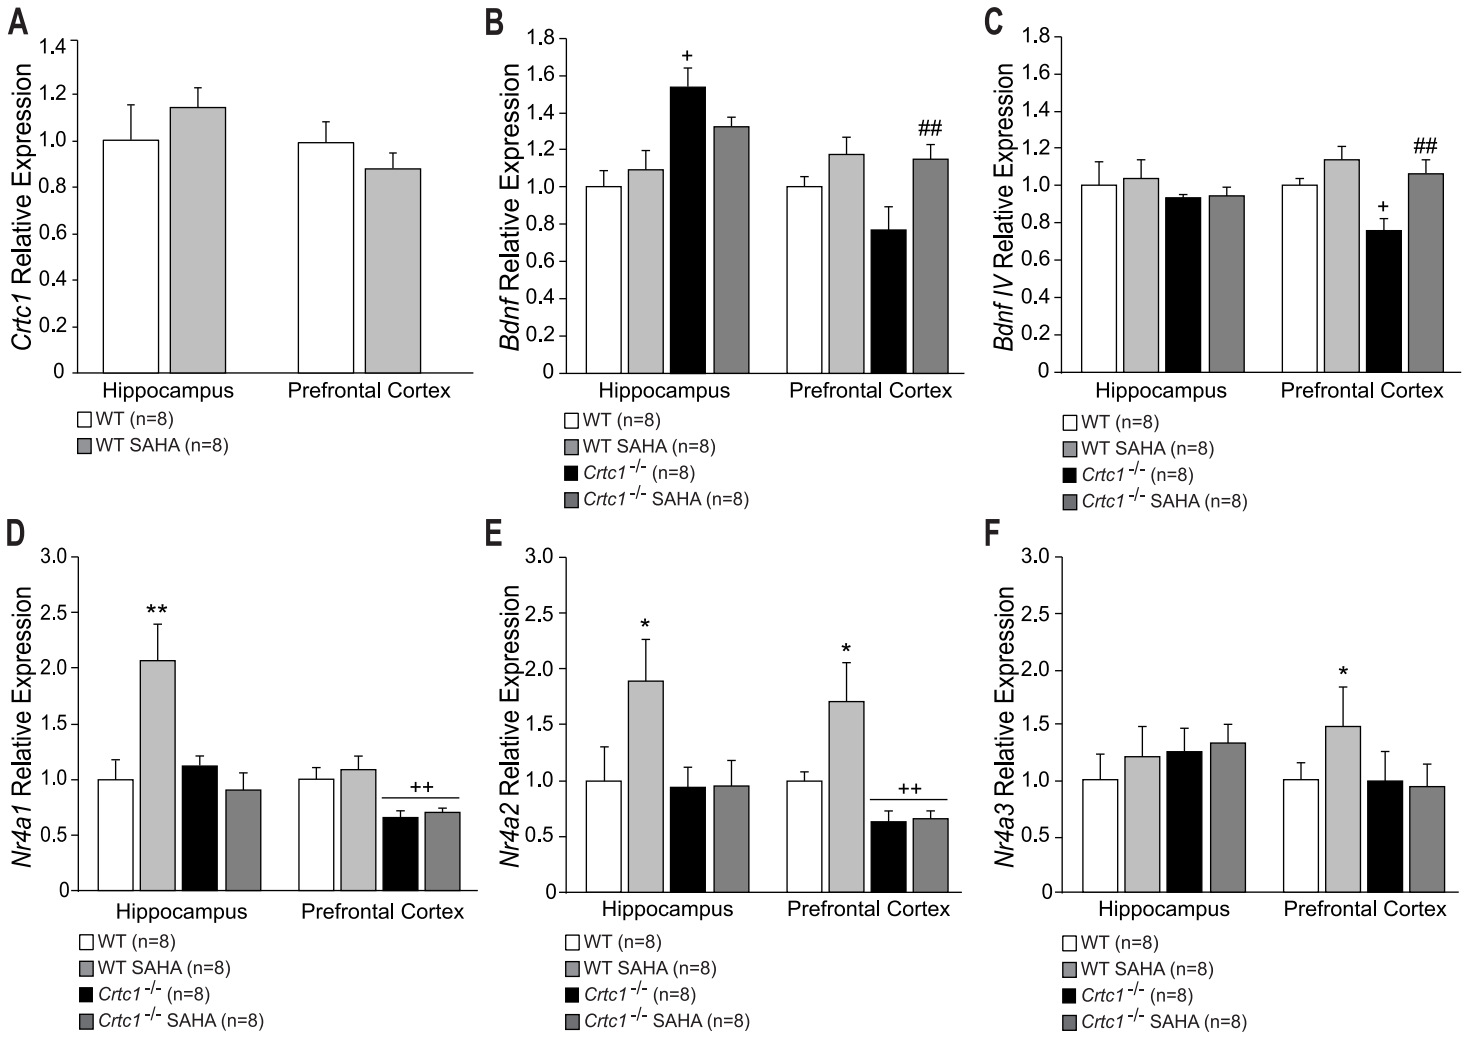 A
Crtc1 Relative Expression
1.4
1.2
1.0
0.8
0.6
0.4
0.2
0
Hippocampus
Prefrontal Cortex
WT (n=8)
WT SAHA (n=8)
B
Bdnf Relative Expression
1.8
1.6
1.4
1.2
1.0
0.8
0.6
0.4
0.2
0
+
##
Hippocampus
Prefrontal Cortex
WT (n=8)
WT SAHA (n=8)
Crtc1 -/- (n=8)
Crtc1 -/- SAHA (n=8)
C
Bdnf IV Relative Expression
1.8
1.6
1.4
1.2
1.0
0.8
0.6
0.4
0.2
0
+
##
Hippocampus
Prefrontal Cortex
WT (n=8)
WT SAHA (n=8)
Crtc1 -/- (n=8)
Crtc1 -/- SAHA (n=8)
D
Nr4a1 Relative Expression
3.0
2.5
2.0
1.5
1.0
0.5
0
**
++
Hippocampus
Prefrontal Cortex
WT (n=8)
WT SAHA (n=8)
Crtc1 -/- (n=8)
Crtc1 -/- SAHA (n=8)
E
Nr4a2 Relative Expression
3.0
2.5
2.0
1.5
1.0
0.5
0
*
*
++
Hippocampus
Prefrontal Cortex
WT (n=8)
WT SAHA (n=8)
Crtc1 -/- (n=8)
Crtc1 -/- SAHA (n=8)
F
Nr4a3 Relative Expression
3.0
2.5
2.0
1.5
1.0
0.5
0
*
Hippocampus
Prefrontal Cortex
WT (n=8)
WT SAHA (n=8)
Crtc1 -/- (n=8)
Crtc1 -/- SAHA (n=8)